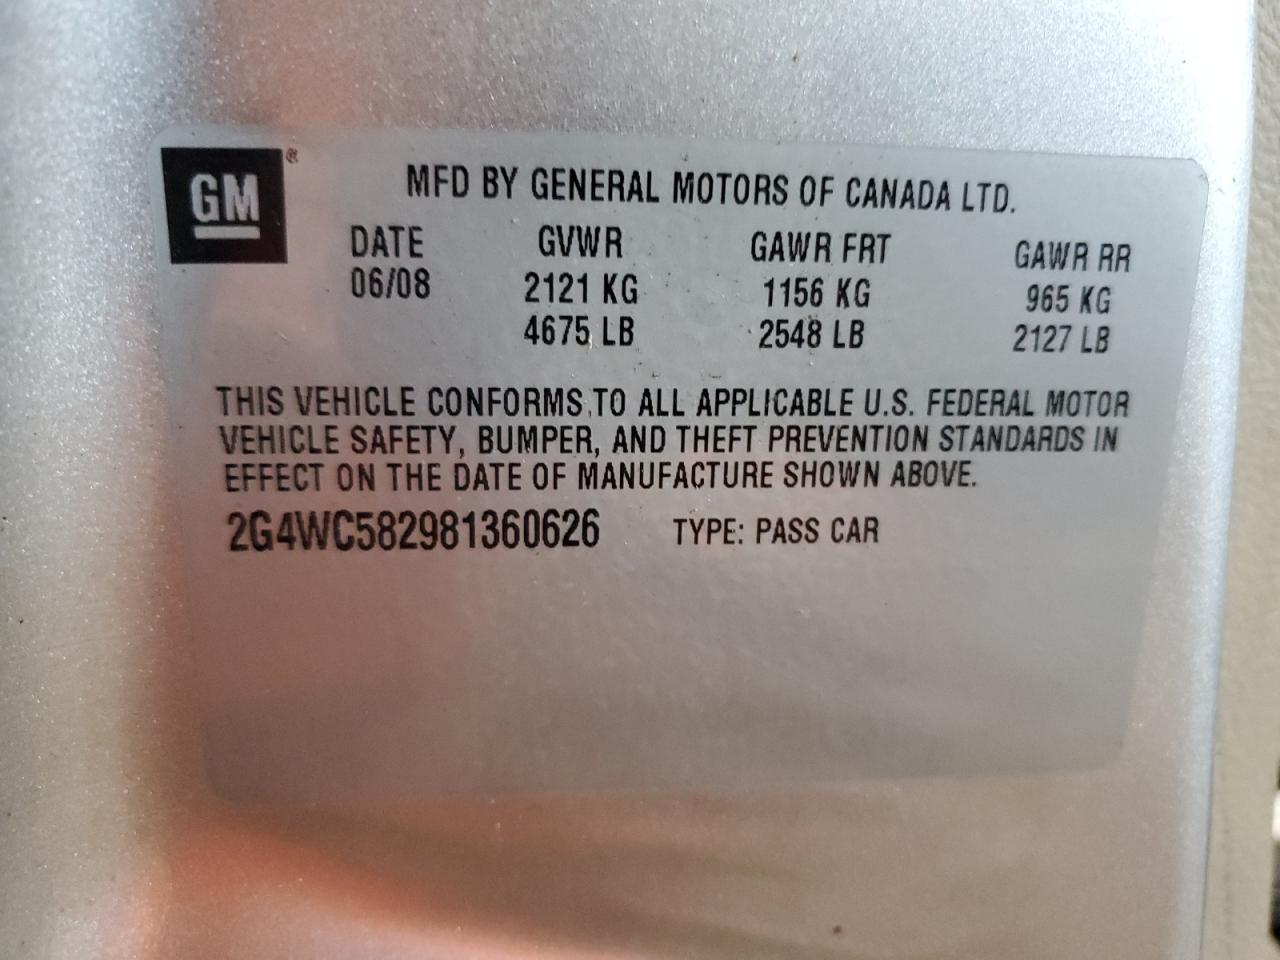 GM®
MFD BY GENERAL MOTORS OF CANADA LTD.
DATE GVWR GAWR FRT GAWR RR
06/08 2121 KG 1156 KG 965 KG
4675 LB 2548 LB 2127 LB
THIS VEHICLE CONFORMS TO ALL APPLICABLE U.S. FEDERAL MOTOR
VEHICLE SAFETY, BUMPER, AND THEFT PREVENTION STANDARDS IN
EFFECT ON THE DATE OF MANUFACTURE SHOWN ABOVE.
2G4WC582981360626 TYPE: PASS CAR